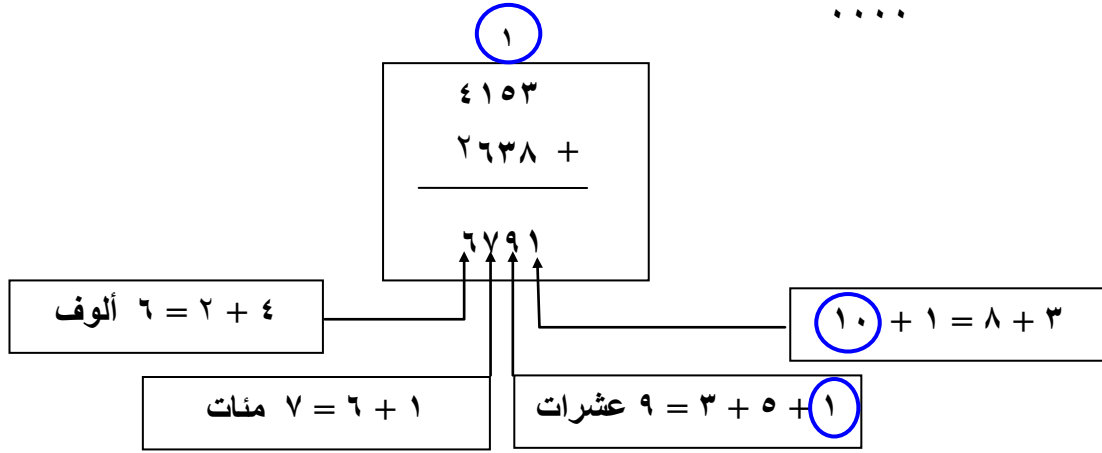 ....
١
٤١٥٣
٢٦٣٨ +
٦٧٩١
٤ + ٢ = ٦ ألوف
٣ + ٨ = ١ + ١٠
١ + ٦ = ٧ مئات
١ + ٥ + ٣ = ٩ عشرات